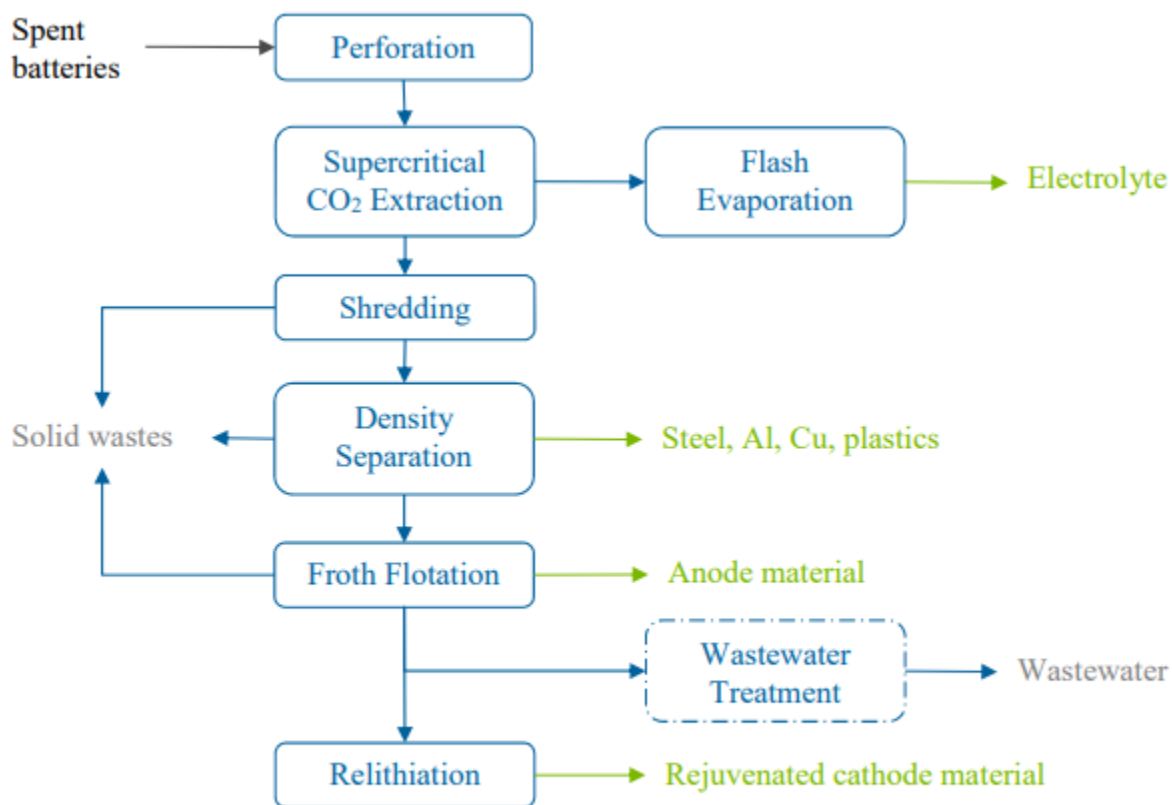 Spent
batteries
Perforation
Supercritical
CO₂ Extraction
Flash
Evaporation
Electrolyte
Shredding
Solid wastes
Density
Separation
Steel, Al, Cu, plastics
Froth Flotation
Anode material
Wastewater
Treatment
Wastewater
Relithiation
Rejuvenated cathode material